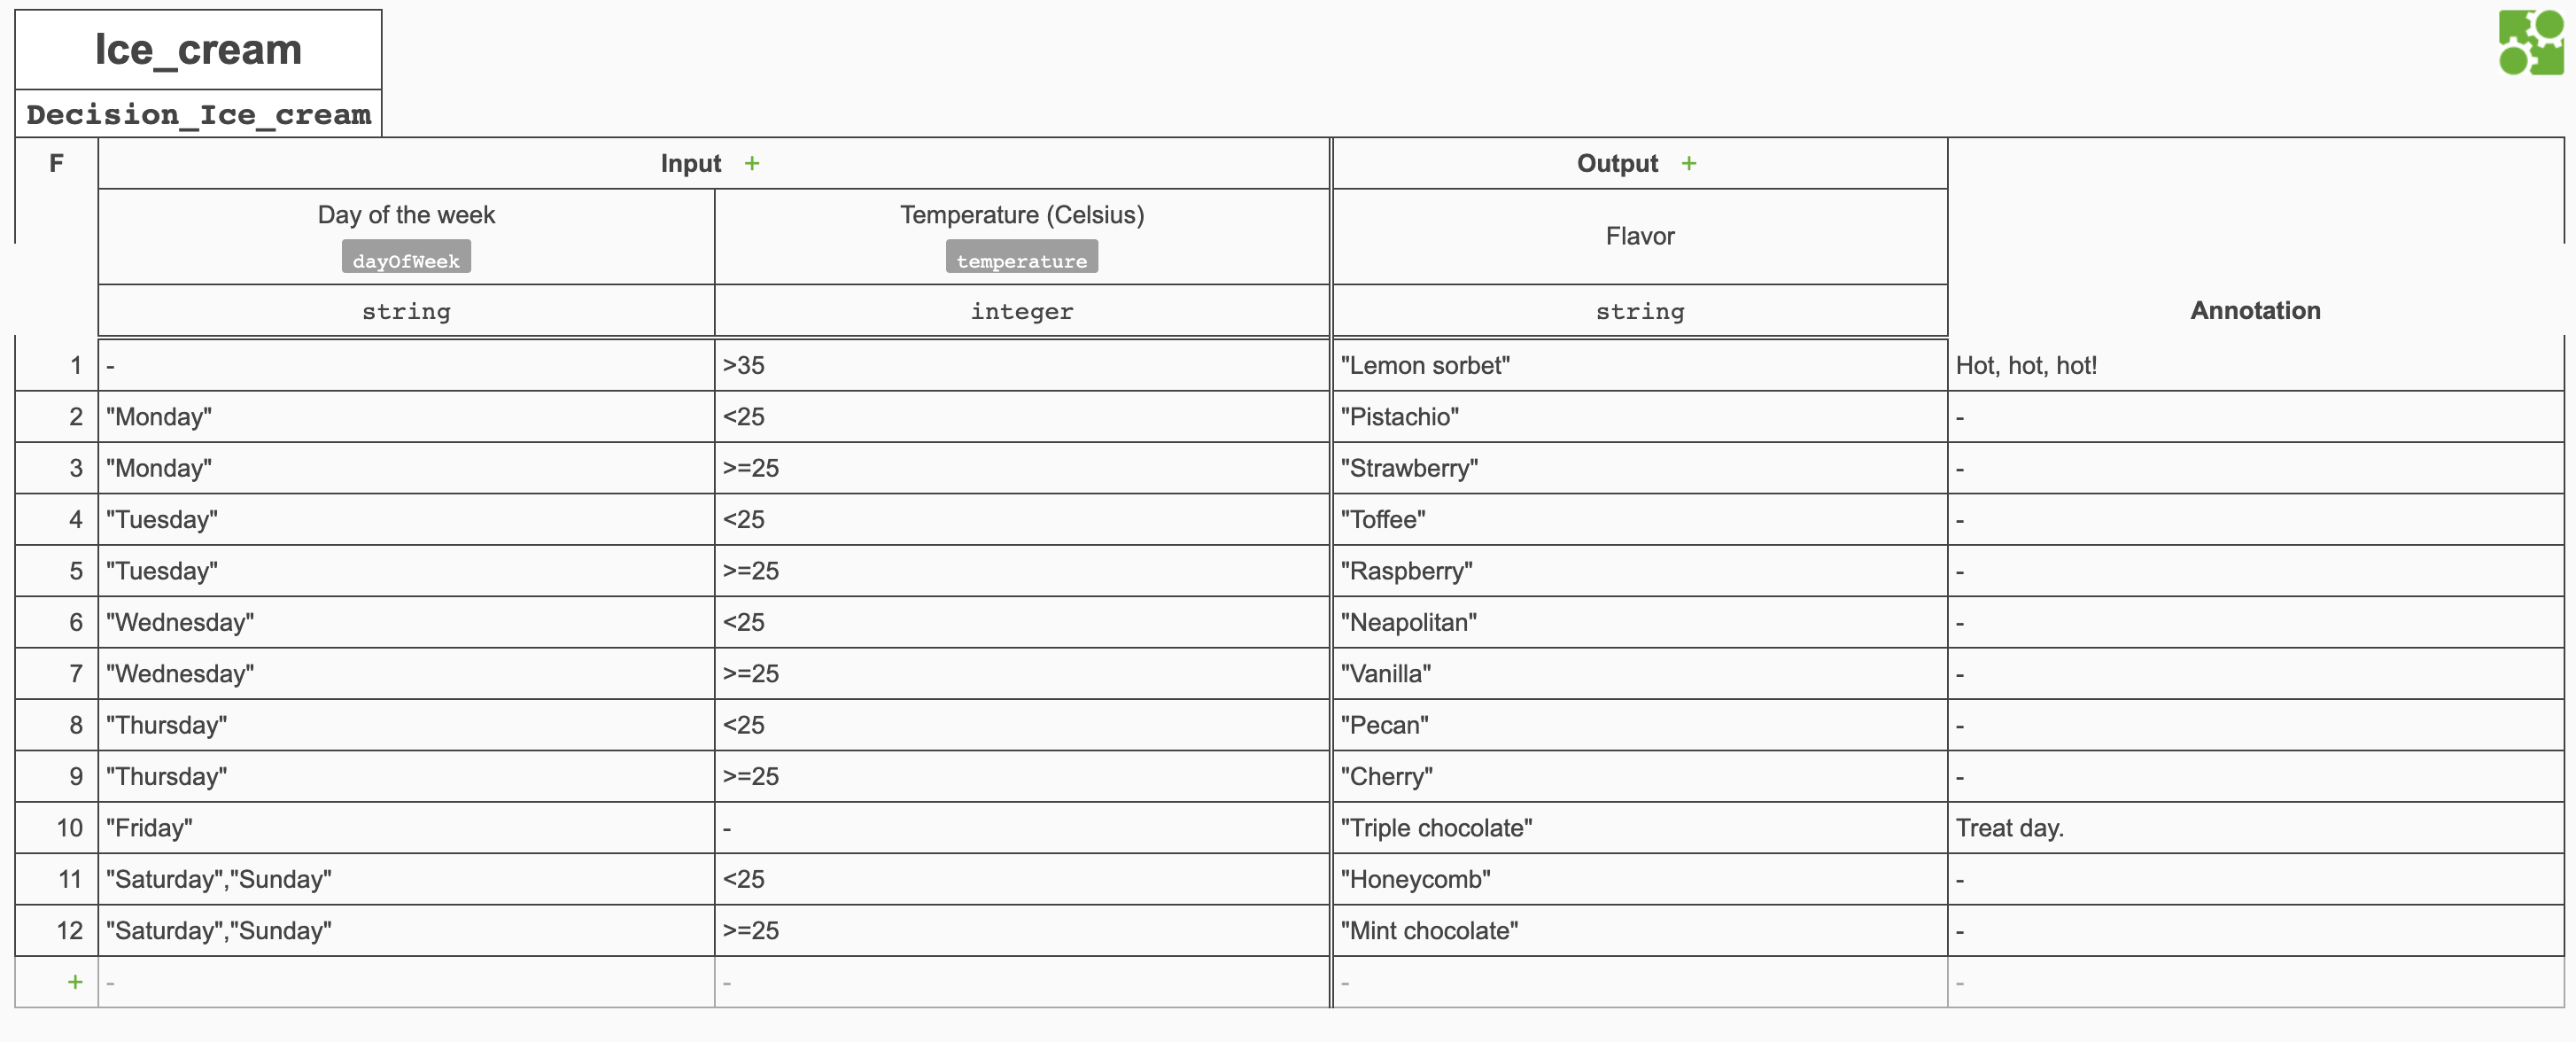 Ice_cream
Decision_Ice_cream
F Input + Output +
Day of the week Temperature (Celsius) Flavor
dayOfWeek temperature
string integer string Annotation
1 - >35 "Lemon sorbet" Hot, hot, hot!
2 "Monday" <25 "Pistachio" -
3 "Monday" >=25 "Strawberry" -
4 "Tuesday" <25 "Toffee" -
5 "Tuesday" >=25 "Raspberry" -
6 "Wednesday" <25 "Neapolitan" -
7 "Wednesday" >=25 "Vanilla" -
8 "Thursday" <25 "Pecan" -
9 "Thursday" >=25 "Cherry" -
10 "Friday" - "Triple chocolate" Treat day.
11 "Saturday","Sunday" <25 "Honeycomb" -
12 "Saturday","Sunday" >=25 "Mint chocolate" -
+ - - - -